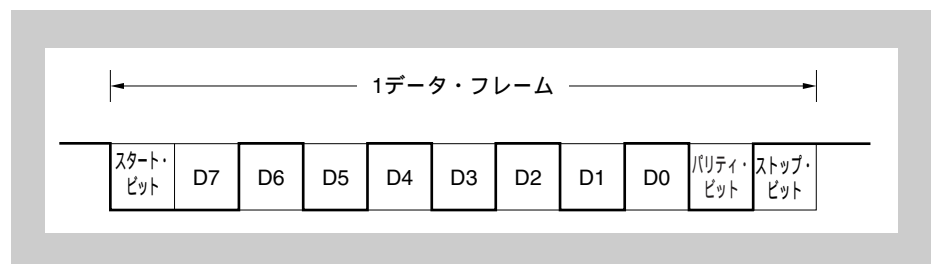 1データ・フレーム
スタート・
ビット
D7
D6
D5
D4
D3
D2
D1
D0
パリティ・
ビット
ストップ・
ビット